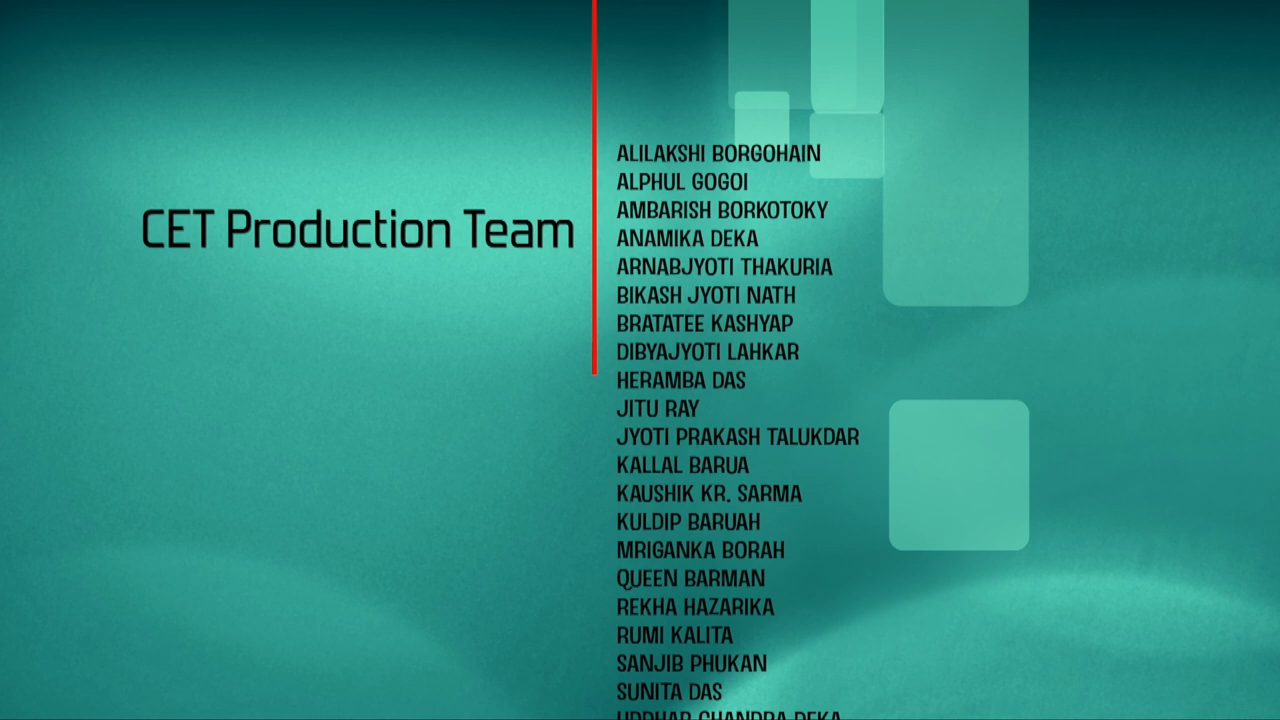 CET Production Team
ALILAKSHI BORGOHAIN
ALPHUL GOGOI
AMBARISH BORKOTOKY
ANAMIKA DEKA
ARNABJYOTI THAKURIA
BIKASH JYOTI NATH
BRATATEE KASHYAP
DIBYAJYOTI LAHKAR
HERAMBA DAS
JITU RAY
JYOTI PRAKASH TALUKDAR
KALLAL BARUA
KAUSHIK KR. SARMA
KULDIP BARUAH
MRIGANKA BORAH
QUEEN BARMAN
REKHA HAZARIKA
RUMI KALITA
SANJIB PHUKAN
SUNITA DAS
CHANDRA DEKA